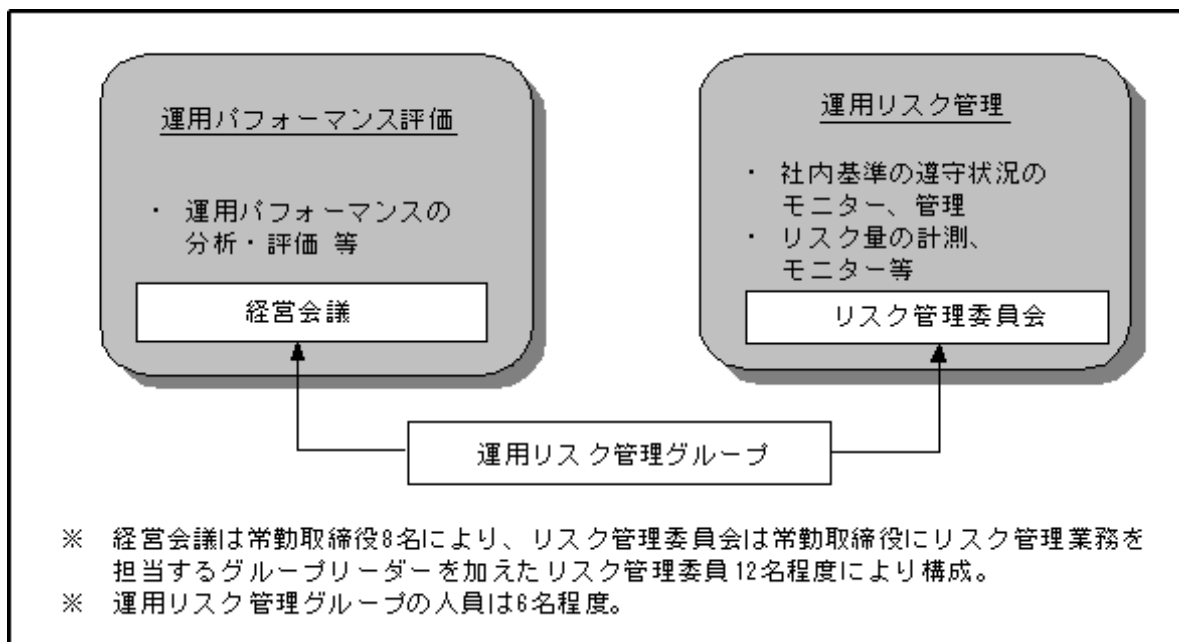 運用パフォーマンス評価
・ 運用パフォーマンスの
分析・評価 等
経営会議
運用リスク管理
・ 社内基準の遵守状況の
モニター、管理
・ リスク量の計測、
モニター等
リスク管理委員会
運用リスク管理グループ
※ 経営会議は常勤取締役8名により、リスク管理委員会は常勤取締役にリスク管理業務を
担当するグループリーダーを加えたリスク管理委員12名程度により構成。
※ 運用リスク管理グループの人員は6名程度。